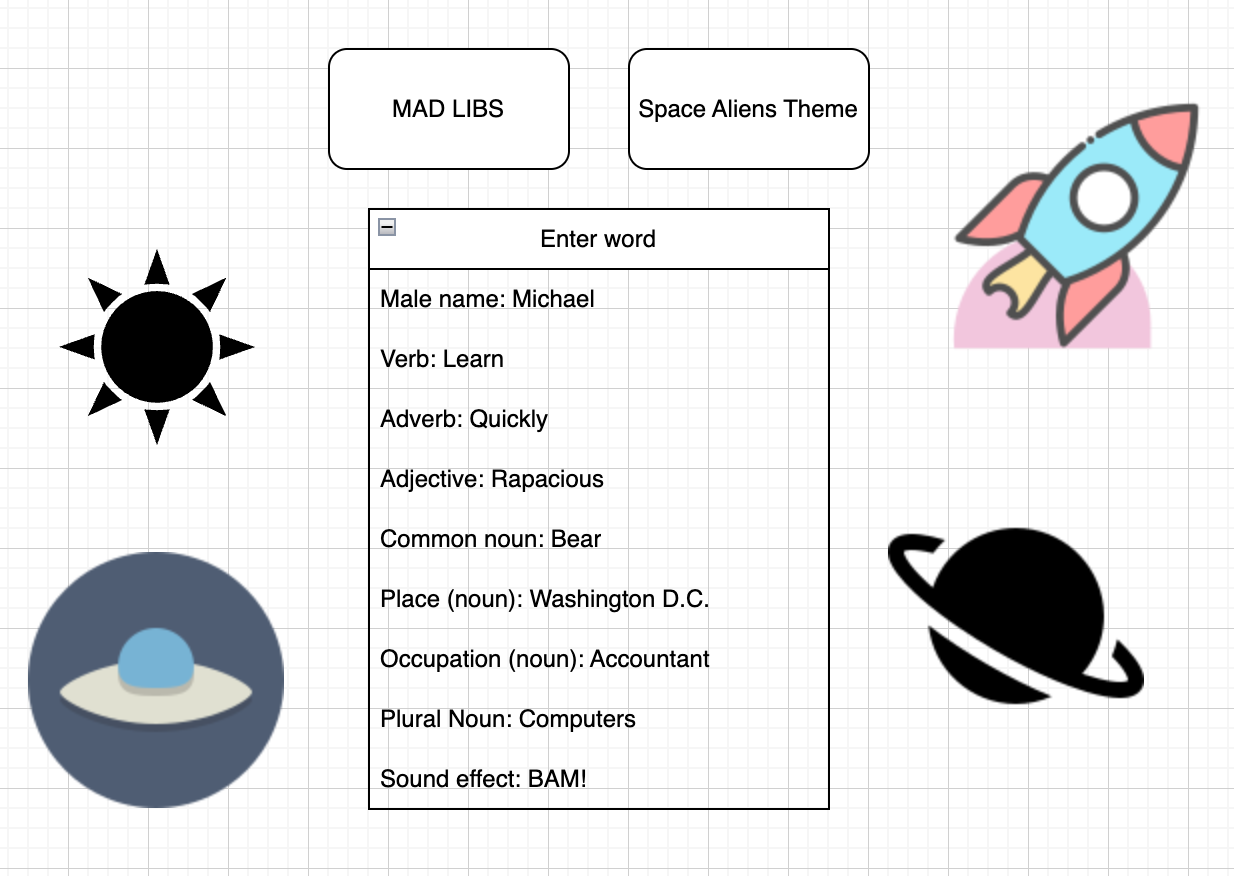 MAD LIBS
Space Aliens Theme
Enter word
Male name: Michael
Verb: Learn
Adverb: Quickly
Adjective: Rapacious
Common noun: Bear
Place (noun): Washington D.C.
Occupation (noun): Accountant
Plural Noun: Computers
Sound effect: BAM!